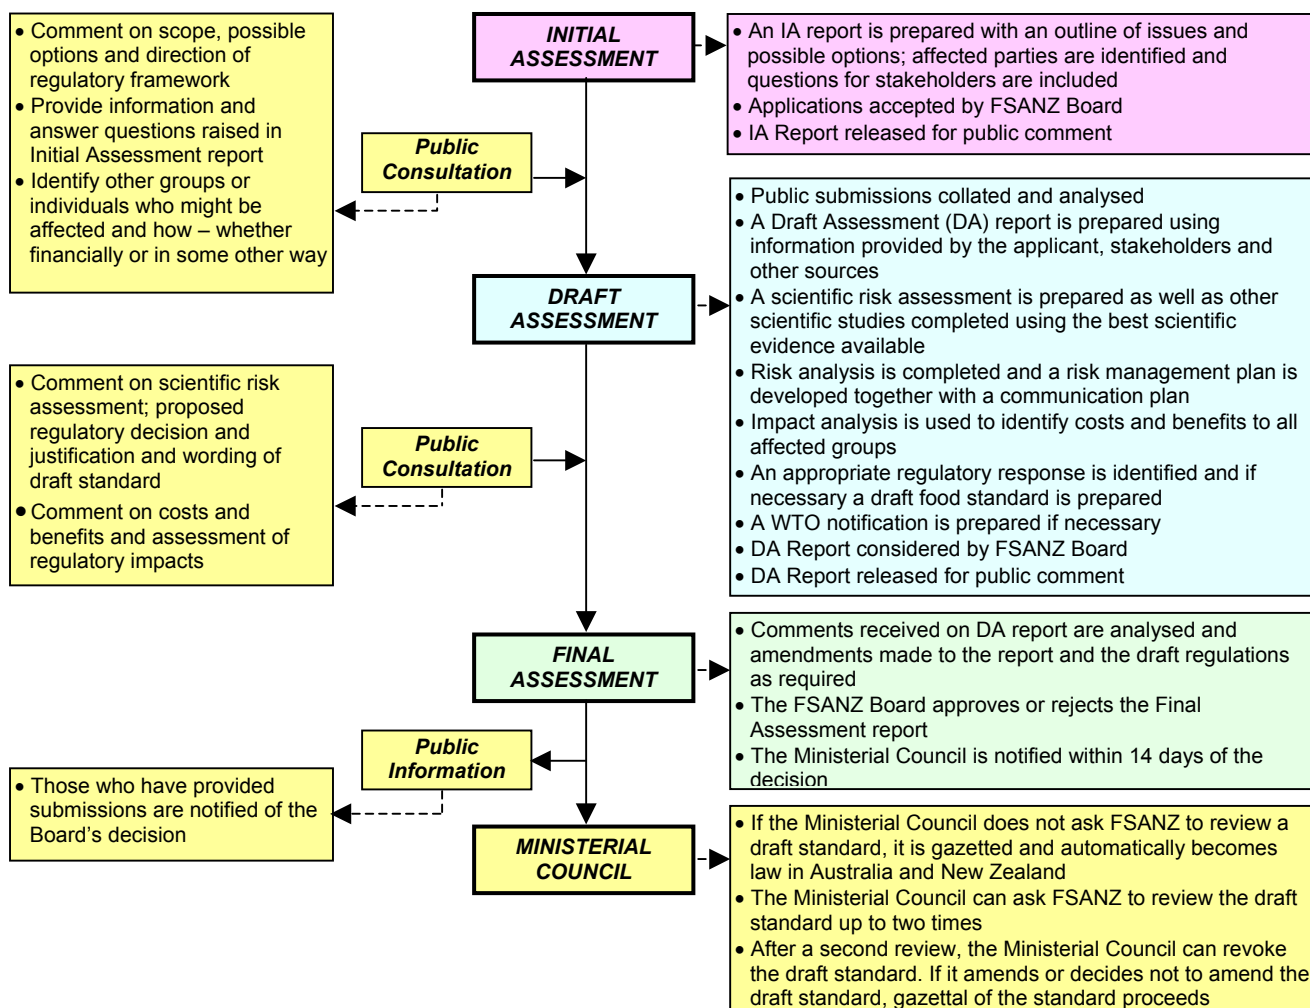 • Comment on scope, possible
options and direction of
regulatory framework
• Provide information and
answer questions raised in
Initial Assessment report
• Identify other groups or
individuals who might be
affected and how – whether
financially or in some other way
INITIAL
ASSESSMENT
• An IA report is prepared with an outline of issues and
possible options; affected parties are identified and
questions for stakeholders are included
• Applications accepted by FSANZ Board
• IA Report released for public comment
Public
Consultation
DRAFT
ASSESSMENT
• Public submissions collated and analysed
• A Draft Assessment (DA) report is prepared using
information provided by the applicant, stakeholders and
other sources
• A scientific risk assessment is prepared as well as other
scientific studies completed using the best scientific
evidence available
• Risk analysis is completed and a risk management plan is
developed together with a communication plan
• Impact analysis is used to identify costs and benefits to all
affected groups
• An appropriate regulatory response is identified and if
necessary a draft food standard is prepared
• A WTO notification is prepared if necessary
• DA Report considered by FSANZ Board
• DA Report released for public comment
• Comment on scientific risk
assessment; proposed
regulatory decision and
justification and wording of
draft standard
• Comment on costs and
benefits and assessment of
regulatory impacts
Public
Consultation
FINAL
ASSESSMENT
• Comments received on DA report are analysed and
amendments made to the report and the draft regulations
as required
• The FSANZ Board approves or rejects the Final
Assessment report
• The Ministerial Council is notified within 14 days of the
decision
Public
Information
• Those who have provided
submissions are notified of the
Board's decision
MINISTERIAL
COUNCIL
• If the Ministerial Council does not ask FSANZ to review a
draft standard, it is gazetted and automatically becomes
law in Australia and New Zealand
• The Ministerial Council can ask FSANZ to review the draft
standard up to two times
• After a second review, the Ministerial Council can revoke
the draft standard. If it amends or decides not to amend the
draft standard, gazettal of the standard proceeds